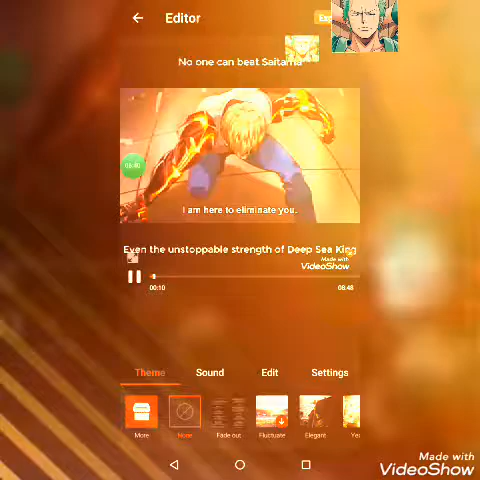 Editor
No one can beat Saitama
06:40
I am here to eliminate you.
Even the unstoppable strength of Deep Sea King
Made with
VideoShow
00:10
08:48
Theme
Sound
Edit
Settings
More
None
Fade out
Fluctuate
Elegant
Made with
VideoShow